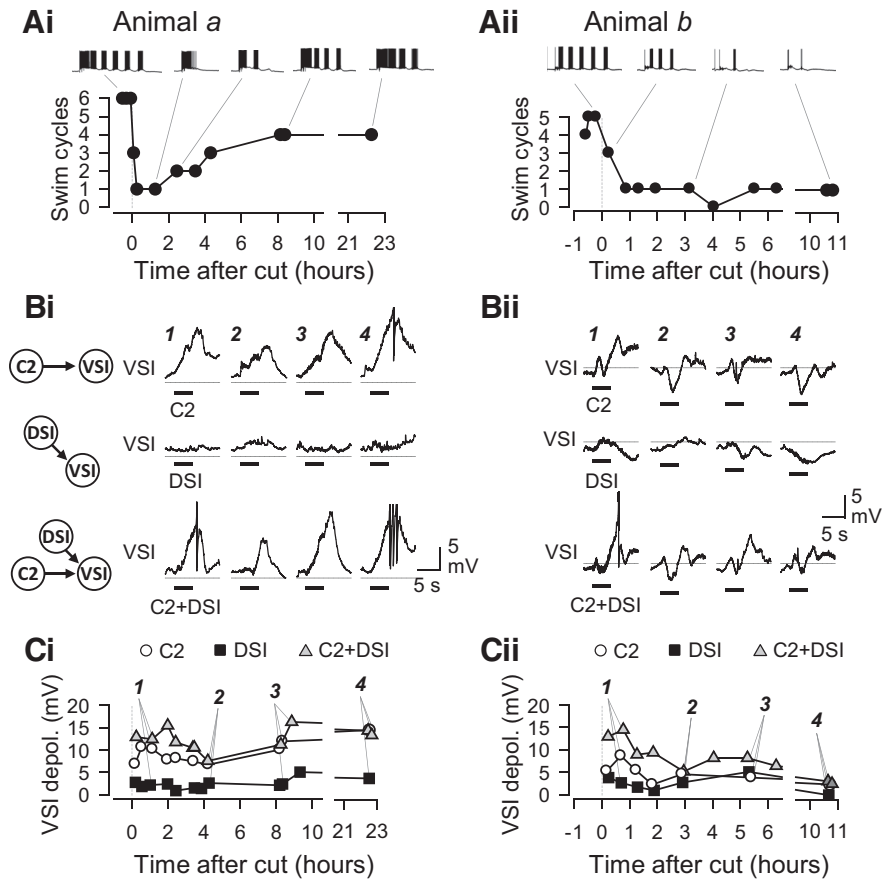 Ai Animal a
Aii Animal b
Swim cycles
6
5
4
3
2
1
0
0 2 4 6 8 10 21 23
Time after cut (hours)
Swim cycles
5
4
3
2
1
0
-1 0 1 2 3 4 5 6 10 11
Time after cut (hours)
Bi
1 2 3 4
C2 VSI VSI
C2
DSI VSI VSI
DSI
DSI C2 VSI VSI
C2+DSI
5 mV
5 s
Bii
1 2 3 4
VSI
C2
VSI
DSI
VSI
C2+DSI
5 mV
5 s
Ci
C2 DSI C2+DSI
1 2 3 4
VSI depol. (mV)
20
15
10
5
0
0 2 4 6 8 10 21 23
Time after cut (hours)
Cii
C2 DSI C2+DSI
1 2 3 4
VSI depol. (mV)
20
15
10
5
0
-1 0 1 2 3 4 5 6 10 11
Time after cut (hours)